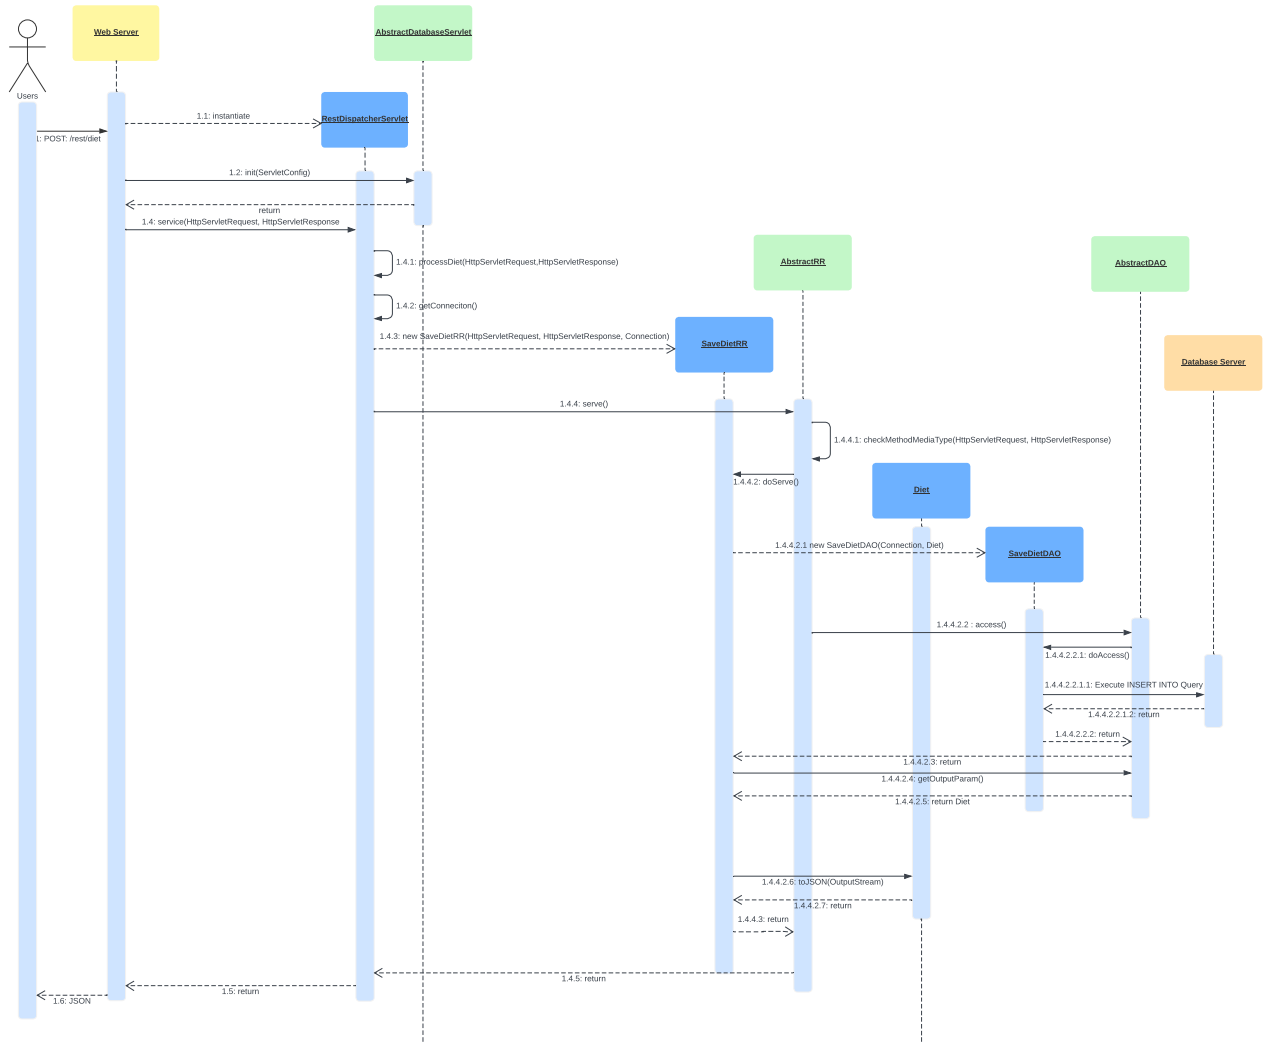 Web Server
AbstractDatabaseServlet
Users
1.1: instantiate
RestDispatcherServlet
1: POST: /rest/diet
1.2: init(ServletConfig)
return
1.4: service(HttpServletRequest, HttpServletResponse
AbstractRR
AbstractDAO
1.4.1: processDiet(HttpServletRequest,HttpServletResponse)
1.4.2: getConneciton()
1.4.3: new SaveDietRR(HttpServletRequest, HttpServletResponse, Connection)
SaveDietRR
Database Server
1.4.4: serve()
1.4.4.1: checkMethodMediaType(HttpServletRequest, HttpServletResponse)
1.4.4.2: doServe()
Diet
1.4.4.2.1 new SaveDietDAO(Connection, Diet)
SaveDietDAO
1.4.4.2.2 : access()
1.4.4.2.2.1: doAccess()
1.4.4.2.2.1.1: Execute INSERT INTO Query
1.4.4.2.2.1.2: return
1.4.4.2.2.2: return
1.4.4.2.3: return
1.4.4.2.4: getOutputParam()
1.4.4.2.5: return Diet
1.4.4.2.6: toJSON(OutputStream)
1.4.4.2.7: return
1.4.4.3: return
1.4.5: return
1.5: return
1.6: JSON